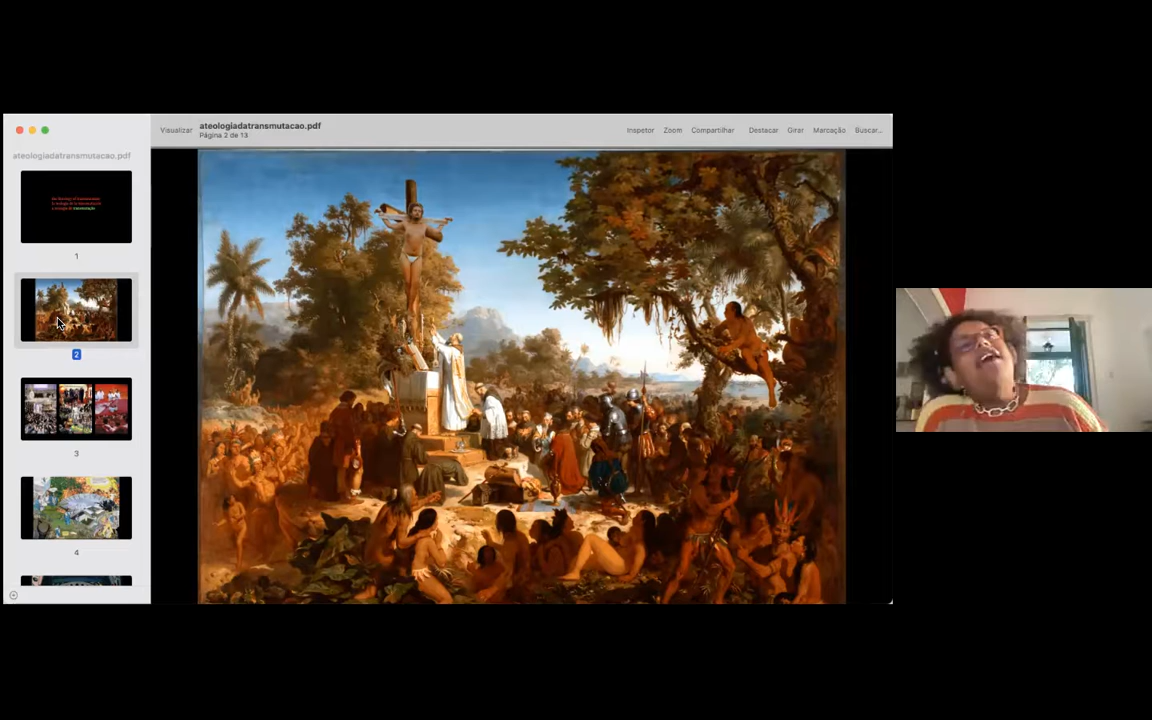 Visualizar
ateologiadatransmutacao.pdf
Página 2 de 13
Inspetor Zoom Compartilhar Destacar Girar Marcação Buscar...
ateologiadatransmutacao.pdf
1
2
3
4